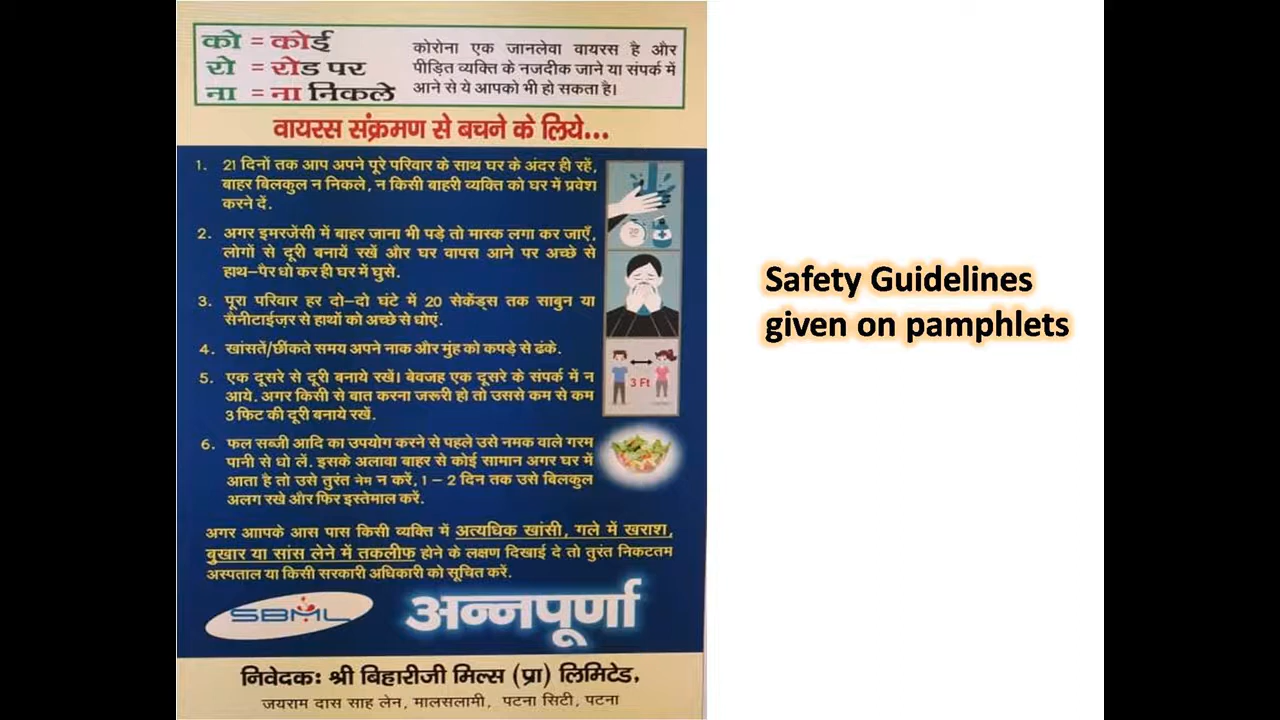 को = कोई
रो = रोड पर
ना = ना निकले
कोरोना एक जानलेवा वायरस है और
पीड़ित व्यक्ति के नजदीक जाने या संपर्क में
आने से ये आपको भी हो सकता है।
वायरस संक्रमण से बचने के लिये...
1. 21 दिनों तक आप अपने पूरे परिवार के साथ घर के अंदर ही रहें,
बाहर बिलकुल न निकले, न किसी बाहरी व्यक्ति को घर में प्रवेश
करने दें.
2. अगर इमरजेंसी में बाहर जाना भी पड़े तो मास्क लगा कर जाएँ,
लोगों से दूरी बनायें रखें और घर वापस आने पर अच्छे से
हाथ–पैर धो कर ही घर में घुसे.
3. पूरा परिवार हर दो–दो घंटे में 20 सेकेंड्स तक साबुन या
सैनीटाईज़र से हाथों को अच्छे से धोएं.
4. खांसतें/छींकते समय अपने नाक और मुंह को कपड़े से ढंके.
5. एक दूसरे से दूरी बनाये रखें। बेवजह एक दूसरे के संपर्क में न
आये. अगर किसी से बात करना जरूरी हो तो उससे कम से कम
3 फिट की दूरी बनाये रखें.
6. फल सब्जी आदि का उपयोग करने से पहले उसे नमक वाले गरम
पानी से धो लें. इसके अलावा बाहर से कोई सामान अगर घर में
आता है तो उसे तुरंत नेम न करें, 1 – 2 दिन तक उसे बिलकुल
अलग रखे और फिर इस्तेमाल करें.
20
3 Ft
अगर आापके आस पास किसी व्यक्ति में अत्यधिक खांसी, गले में खराश,
बुखार या सांस लेने में तकलीफ होने के लक्षण दिखाई दे तो तुरंत निकटतम
अस्पताल या किसी सरकारी अधिकारी को सूचित करें.
SBML
अन्नपूर्णा
निवेदकः श्री बिहारीजी मिल्स (प्रा) लिमिटेड,
जयराम दास साह लेन, मालसलामी, पटना सिटी, पटना
Safety Guidelines
given on pamphlets